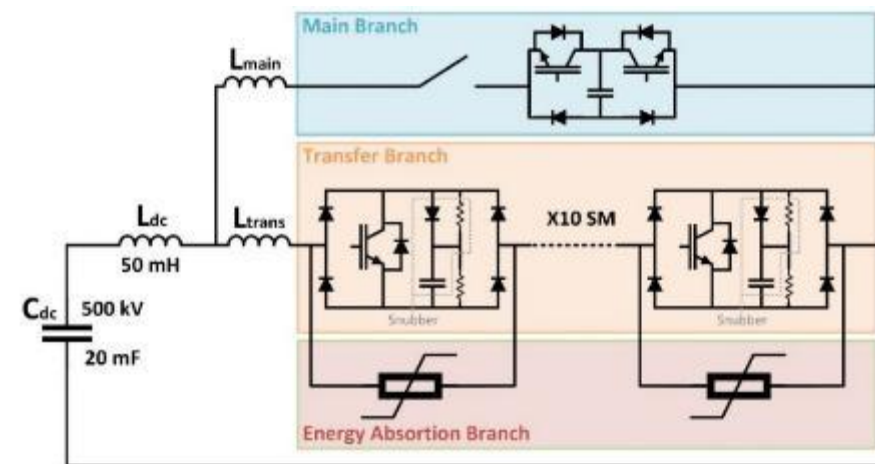 Main Branch
Lmain
Transfer Branch
Ldc
Ltrans
X10 SM
50 mH
Cdc
500 kV
20 mF
Snubber
Snubber
Energy Absortion Branch